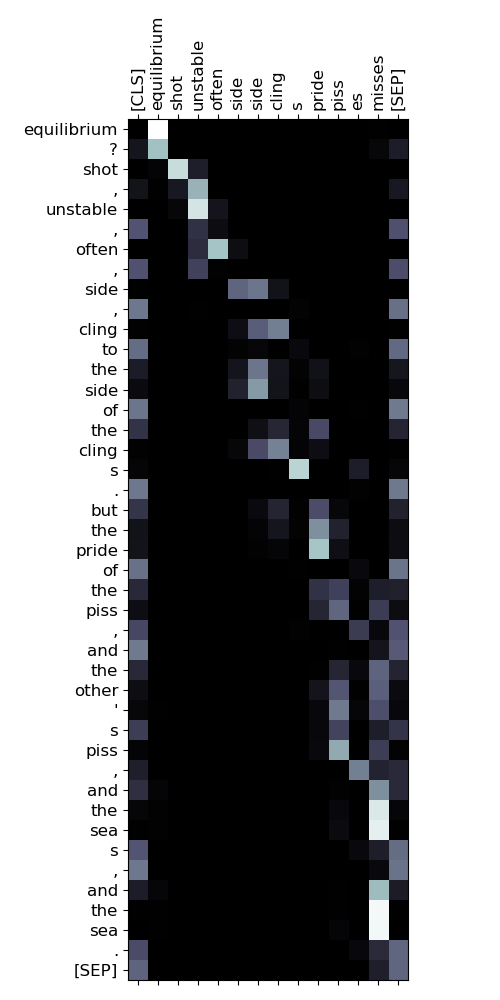 [CLS]
equilibrium
shot
unstable
often
side
side
cling
s
pride
piss
es
misses
[SEP]
equilibrium
?
shot
,
unstable
,
often
,
side
,
cling
to
the
side
of
the
cling
s
.
but
the
pride
of
the
piss
,
and
the
other
'
s
piss
,
and
the
sea
s
,
and
the
sea
.
[SEP]